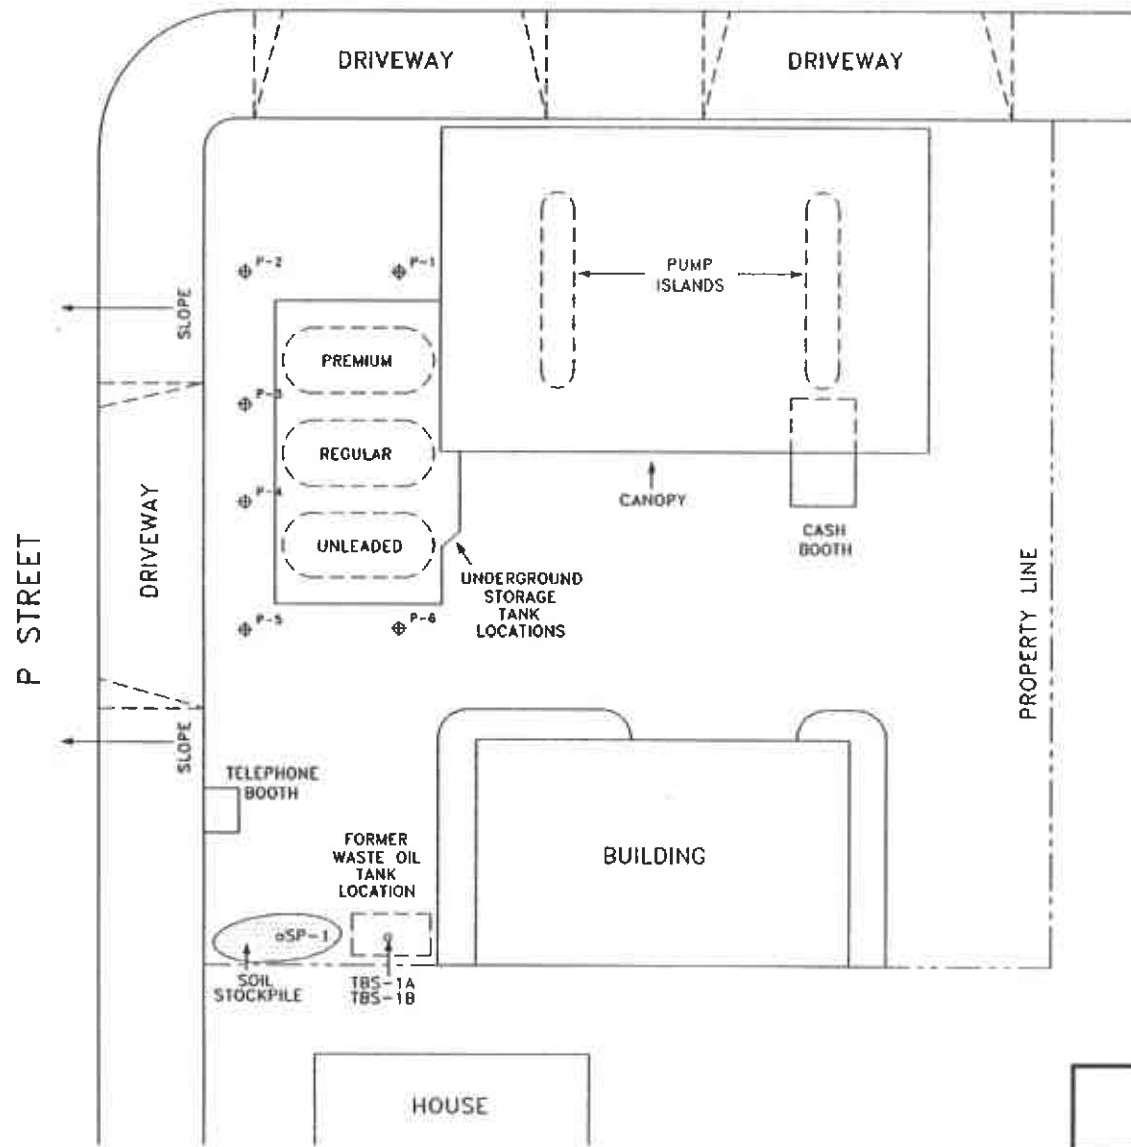 DRIVEWAY
DRIVEWAY
P-2
P-1
PUMP
ISLANDS
SLOPE
PREMIUM
P-3
REGULAR
P-4
CANOPY
UNLEADED
CASH
BOOTH
DRIVEWAY
P STREET
UNDERGROUND
STORAGE
TANK
LOCATIONS
P-5
P-6
PROPERTY LINE
SLOPE
TELEPHONE
BOOTH
FORMER
WASTE OIL
TANK
LOCATION
BUILDING
SP-1
SOIL
STOCKPILE
TBS-1A
TBS-1B
HOUSE